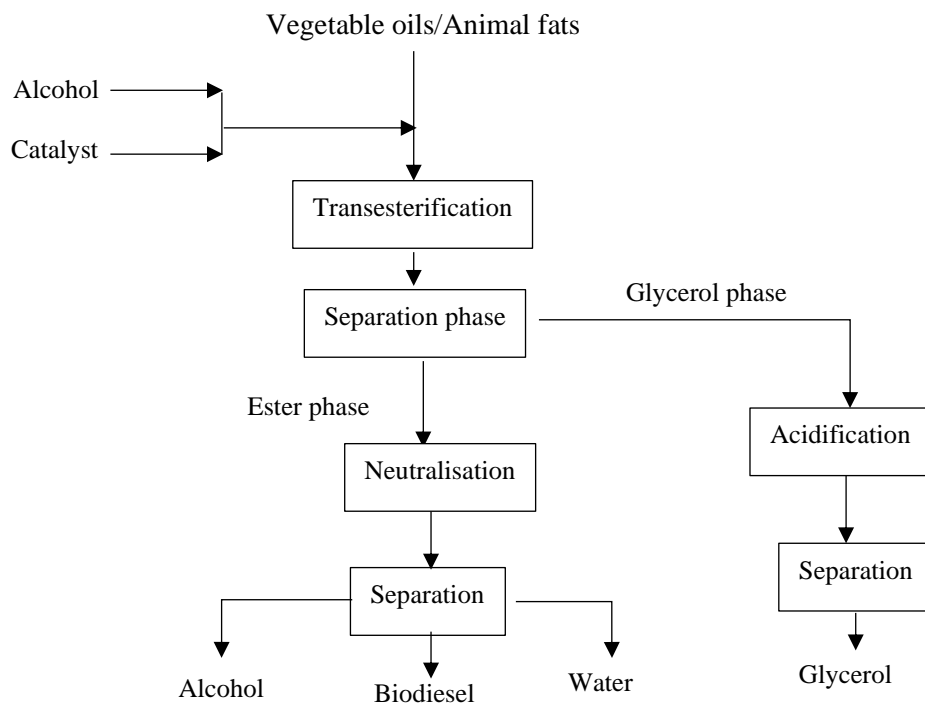 Vegetable oils/Animal fats
Alcohol
Catalyst
Transesterification
Separation phase
Glycerol phase
Ester phase
Acidification
Neutralisation
Separation
Separation
Alcohol
Biodiesel
Water
Glycerol